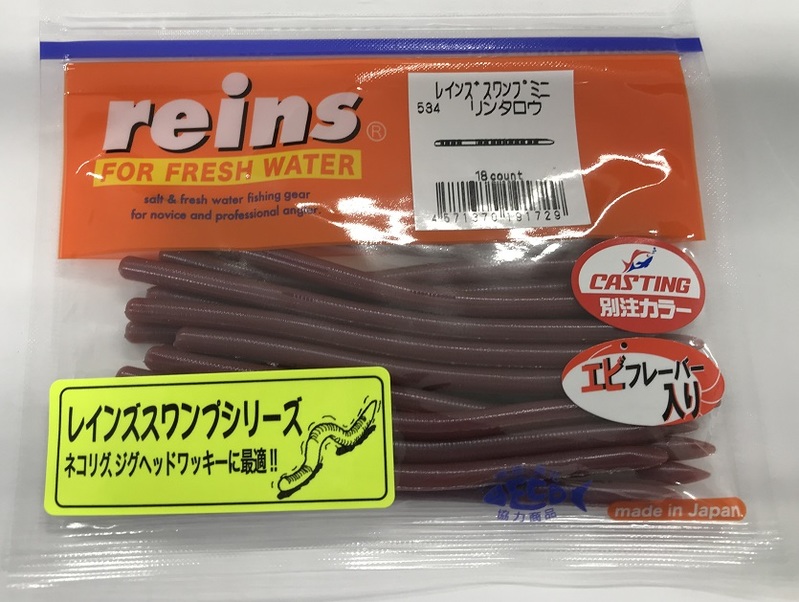 reins®
FOR FRESH WATER
salt & fresh water fishing gear
for novice and professional angler.
レインズスワンプミニ
534 リンタロウ
18 count
4571370191729
CASTING
別注カラー
エビフレーバー
入り
レインズスワンプシリーズ
ネコリグ、ジグヘッドワッキーに最適!!
ECO
協力商品
made in Japan.